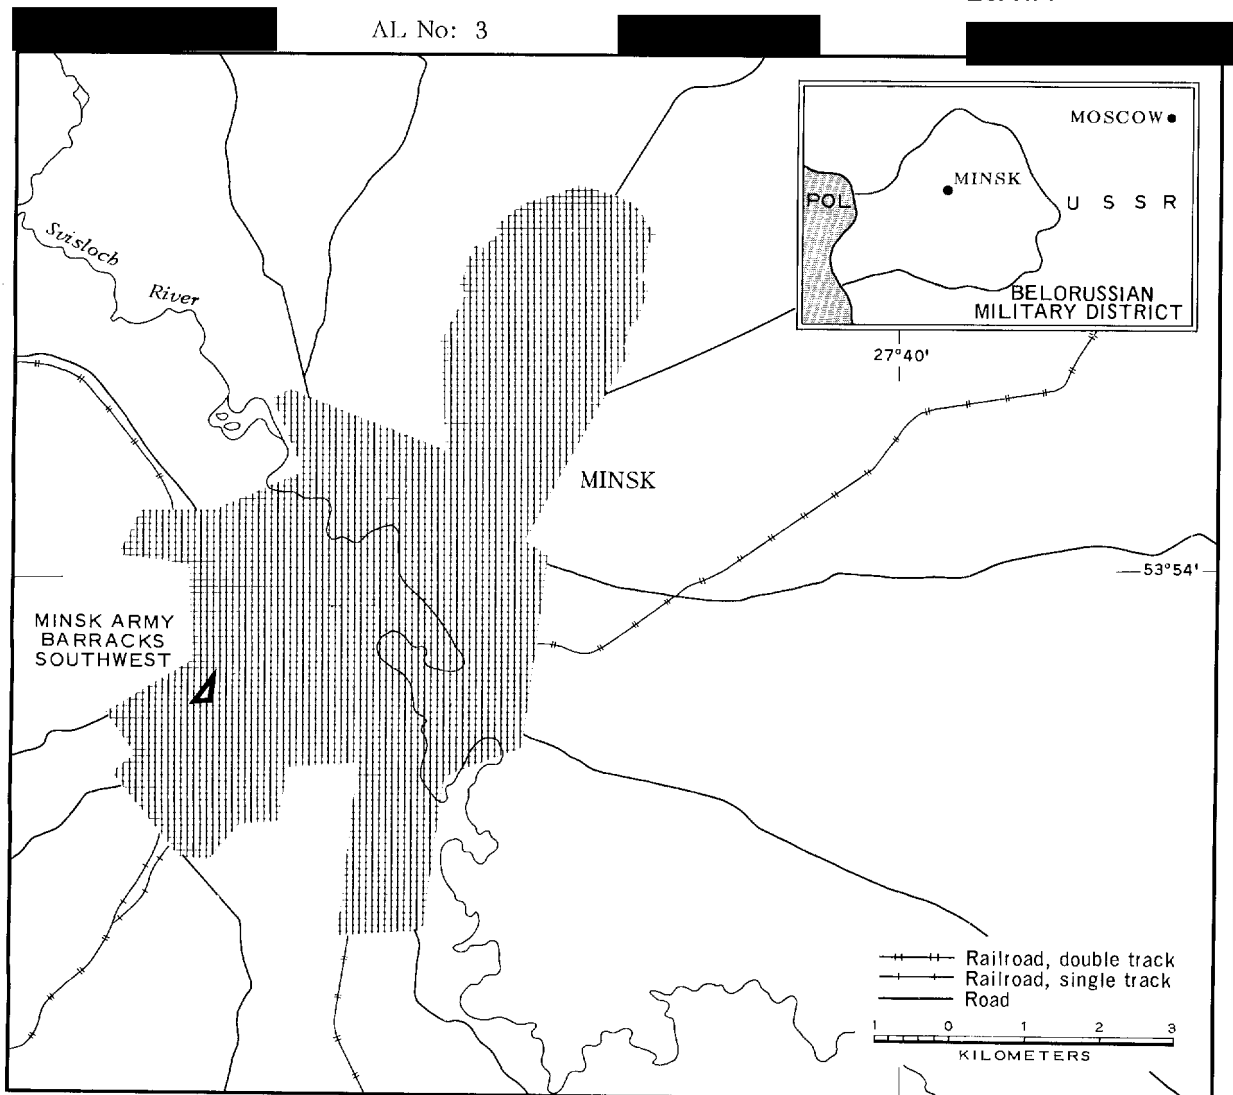 AL No: 3
MOSCOW
MINSK
POL
U S S R
BELORUSSIAN
MILITARY DISTRICT
27°40'
Svisloch
River
MINSK
53°54'
MINSK ARMY
BARRACKS
SOUTHWEST
Railroad, double track
Railroad, single track
Road
1 0 1 2 3
KILOMETERS